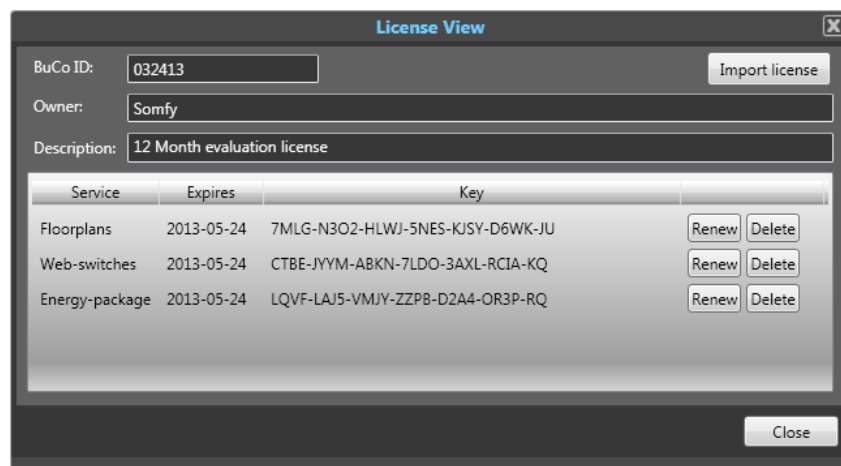 License View
X
BuCo ID: 032413 Import license
Owner: Somfy
Description: 12 Month evaluation license
Service Expires Key
Floorplans 2013-05-24 7MLG-N3O2-HLWJ-5NES-KJSY-D6WK-JU Renew Delete
Web-switches 2013-05-24 CTBE-JYYM-ABKN-7LDO-3AXL-RCIA-KQ Renew Delete
Energy-package 2013-05-24 LQVF-LAJ5-VMJY-ZZPB-D2A4-OR3P-RQ Renew Delete
Close